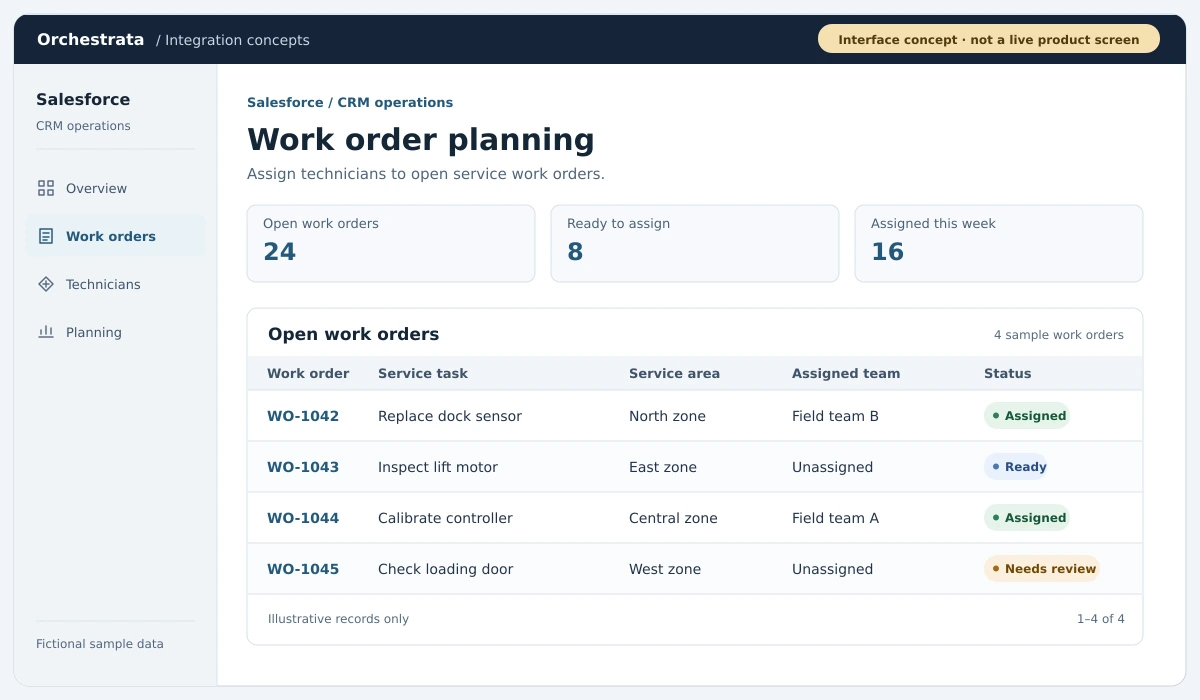 Orchestrata / Integration concepts
Interface concept · not a live product screen
Salesforce
CRM operations
Overview
Work orders
Technicians
Planning
Fictional sample data
Salesforce / CRM operations
Work order planning
Assign technicians to open service work orders.
Open work orders
24
Ready to assign
8
Assigned this week
16
Open work orders
4 sample work orders
Work order Service task Service area Assigned team Status
WO-1042 Replace dock sensor North zone Field team B Assigned
WO-1043 Inspect lift motor East zone Unassigned Ready
WO-1044 Calibrate controller Central zone Field team A Assigned
WO-1045 Check loading door West zone Unassigned Needs review
Illustrative records only
1–4 of 4